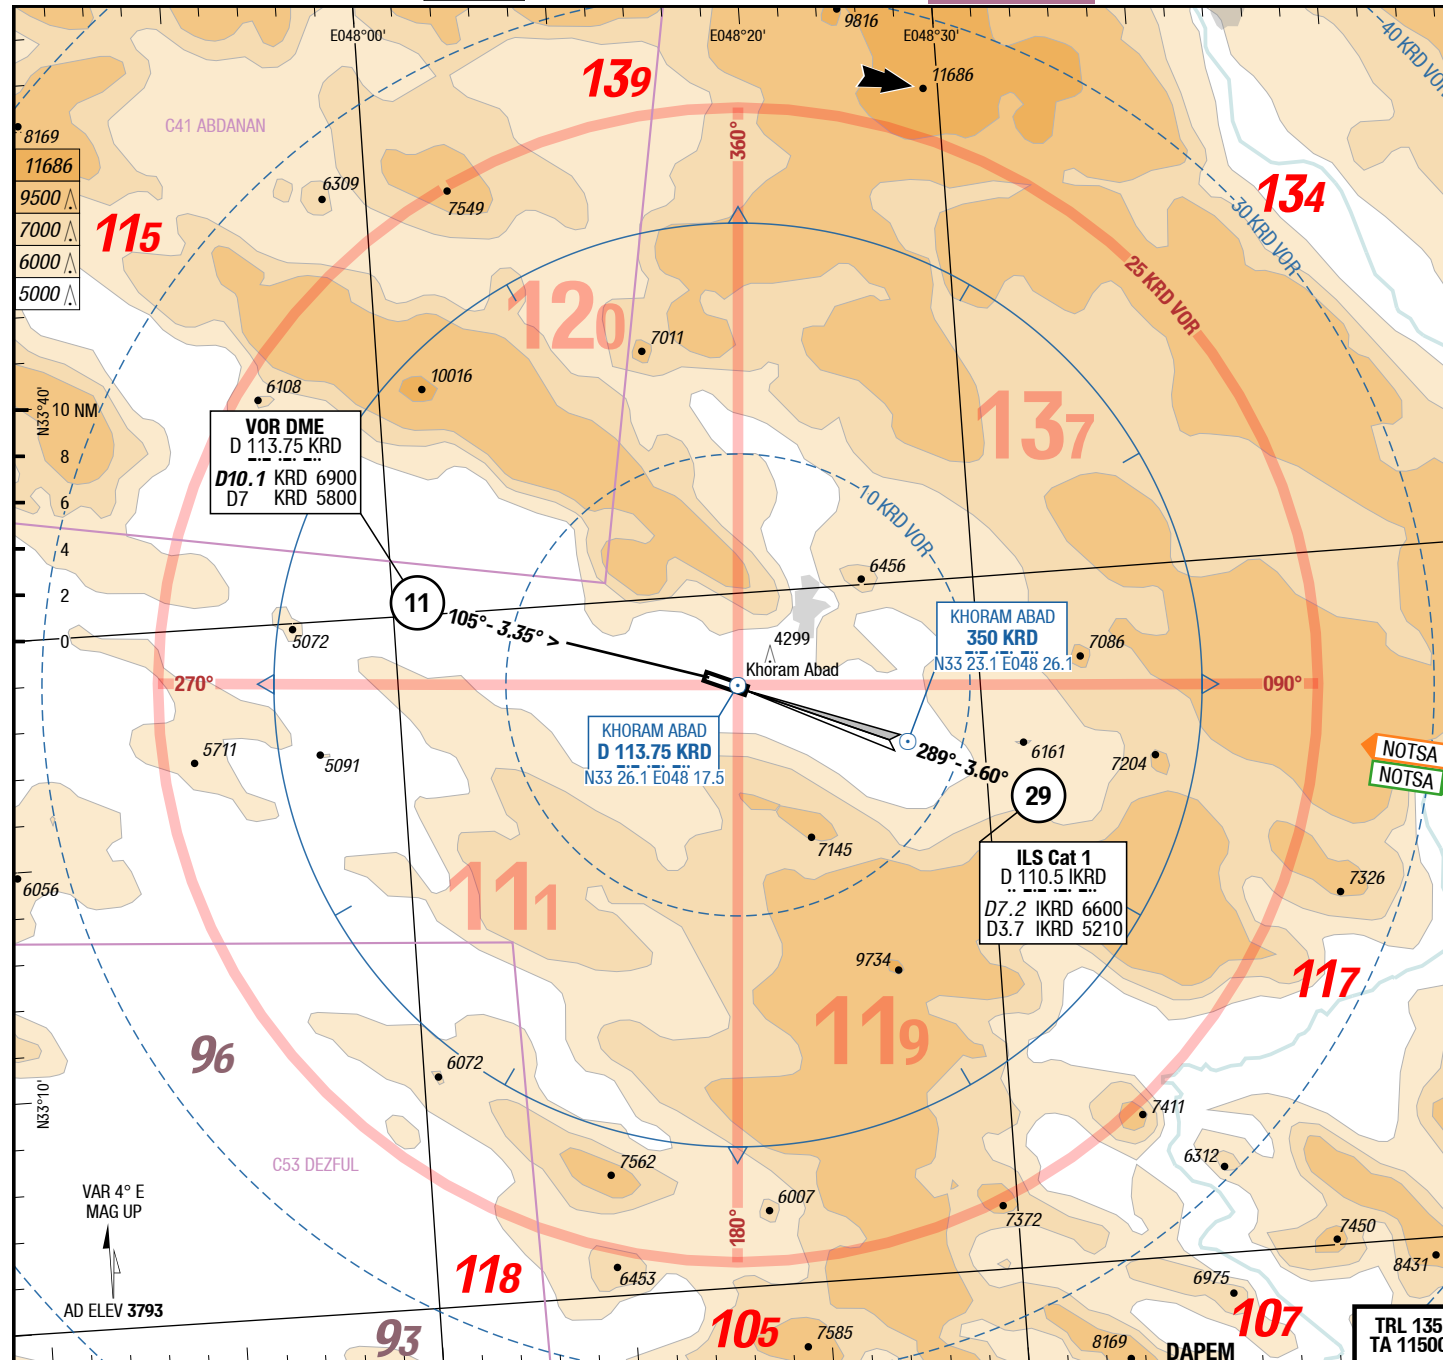 E048°00'
E048°20'
9816
E048°30'
40 KRD VOR
139
11686
C41 ABDANAN
8169
360°
11686
9500
7000
6000
5000
6309
7549
134
115
30 KRD VOR
25 KRD VOR
120
7011
10016
6108
137
N33°40'
10 NM
8
6
4
2
0
VOR DME
D 113.75 KRD
D10.1 KRD 6900
D7 KRD 5800
10 KRD VOR
6456
11
105°- 3.35° >
5072
4299
Khoram Abad
KHORAM ABAD
350 KRD
N33 23.1 E048 26.1
7086
270°
090°
KHORAM ABAD
D 113.75 KRD
N33 26.1 E048 17.5
5711
5091
289°- 3.60°
6161
7204
NOTSA
NOTSA
29
7145
ILS Cat 1
D 110.5 IKRD
D7.2 IKRD 6600
D3.7 IKRD 5210
7326
6056
111
9734
117
119
96
6072
N33°10'
7411
C53 DEZFUL
7562
6312
VAR 4° E
MAG UP
6007
7372
180°
7450
8431
118
6453
6975
AD ELEV 3793
93
105
7585
107
8169
DAPEM
TRL 135
TA 11500